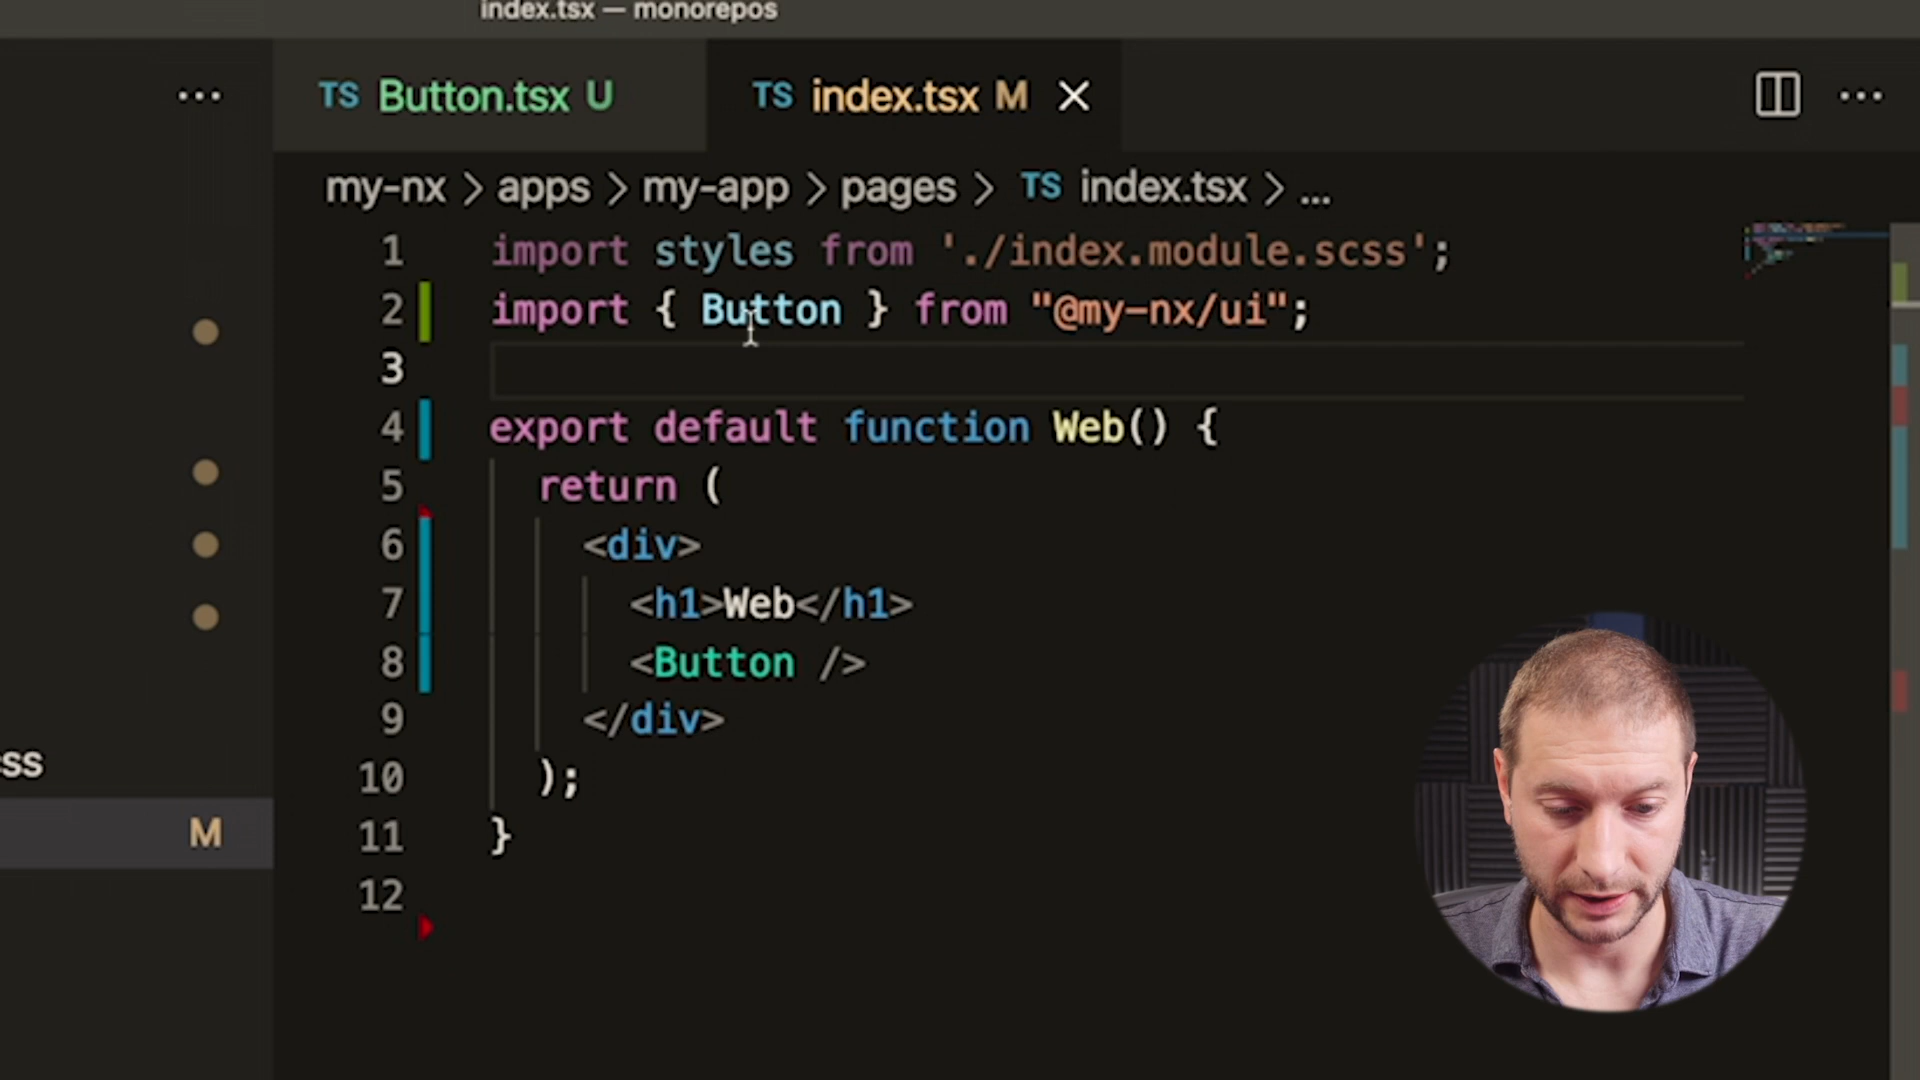 index.tsx — monorepos
TS Button.tsx U
TS index.tsx M
my-nx > apps > my-app > pages > TS index.tsx > ...
1 import styles from './index.module.scss';
2 import { Button } from "@my-nx/ui";
3
4 export default function Web() {
5 return (
6 <div>
7 <h1>Web</h1>
8 <Button />
9 </div>
10 );
11 }
12
ss
M